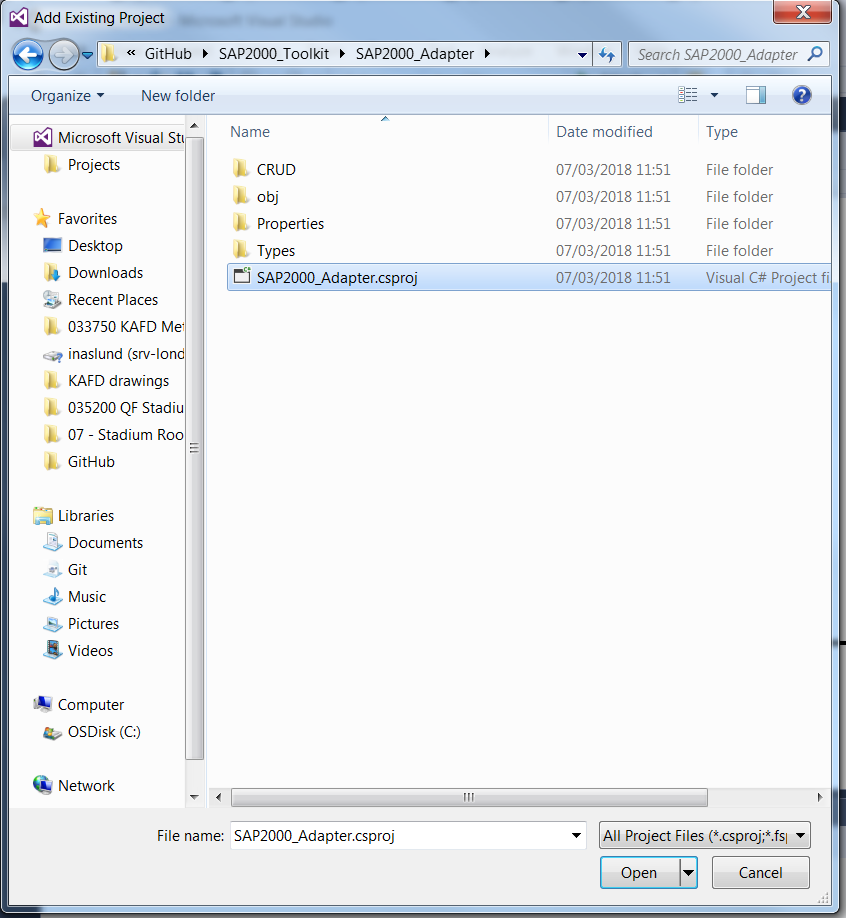 Add Existing Project
Microsoft Visual Studio
« GitHub SAP2000_Toolkit SAP2000_Adapter
Search SAP2000_Adapter
Organize New folder
Name Date modified Type
CRUD 07/03/2018 11:51 File folder
obj 07/03/2018 11:51 File folder
Properties 07/03/2018 11:51 File folder
Types 07/03/2018 11:51 File folder
SAP2000_Adapter.csproj 07/03/2018 11:51 Visual C# Project fi
Microsoft Visual Stu
Projects
Favorites
Desktop
Downloads
Recent Places
033750 KAFD Met
inaslund (srv-lond
KAFD drawings
035200 QF Stadiu
07 - Stadium Roo
GitHub
Libraries
Documents
Git
Music
Pictures
Videos
Computer
OSDisk (C:)
Network
File name: SAP2000_Adapter.csproj
All Project Files (*.csproj;*.fsp
Open Cancel